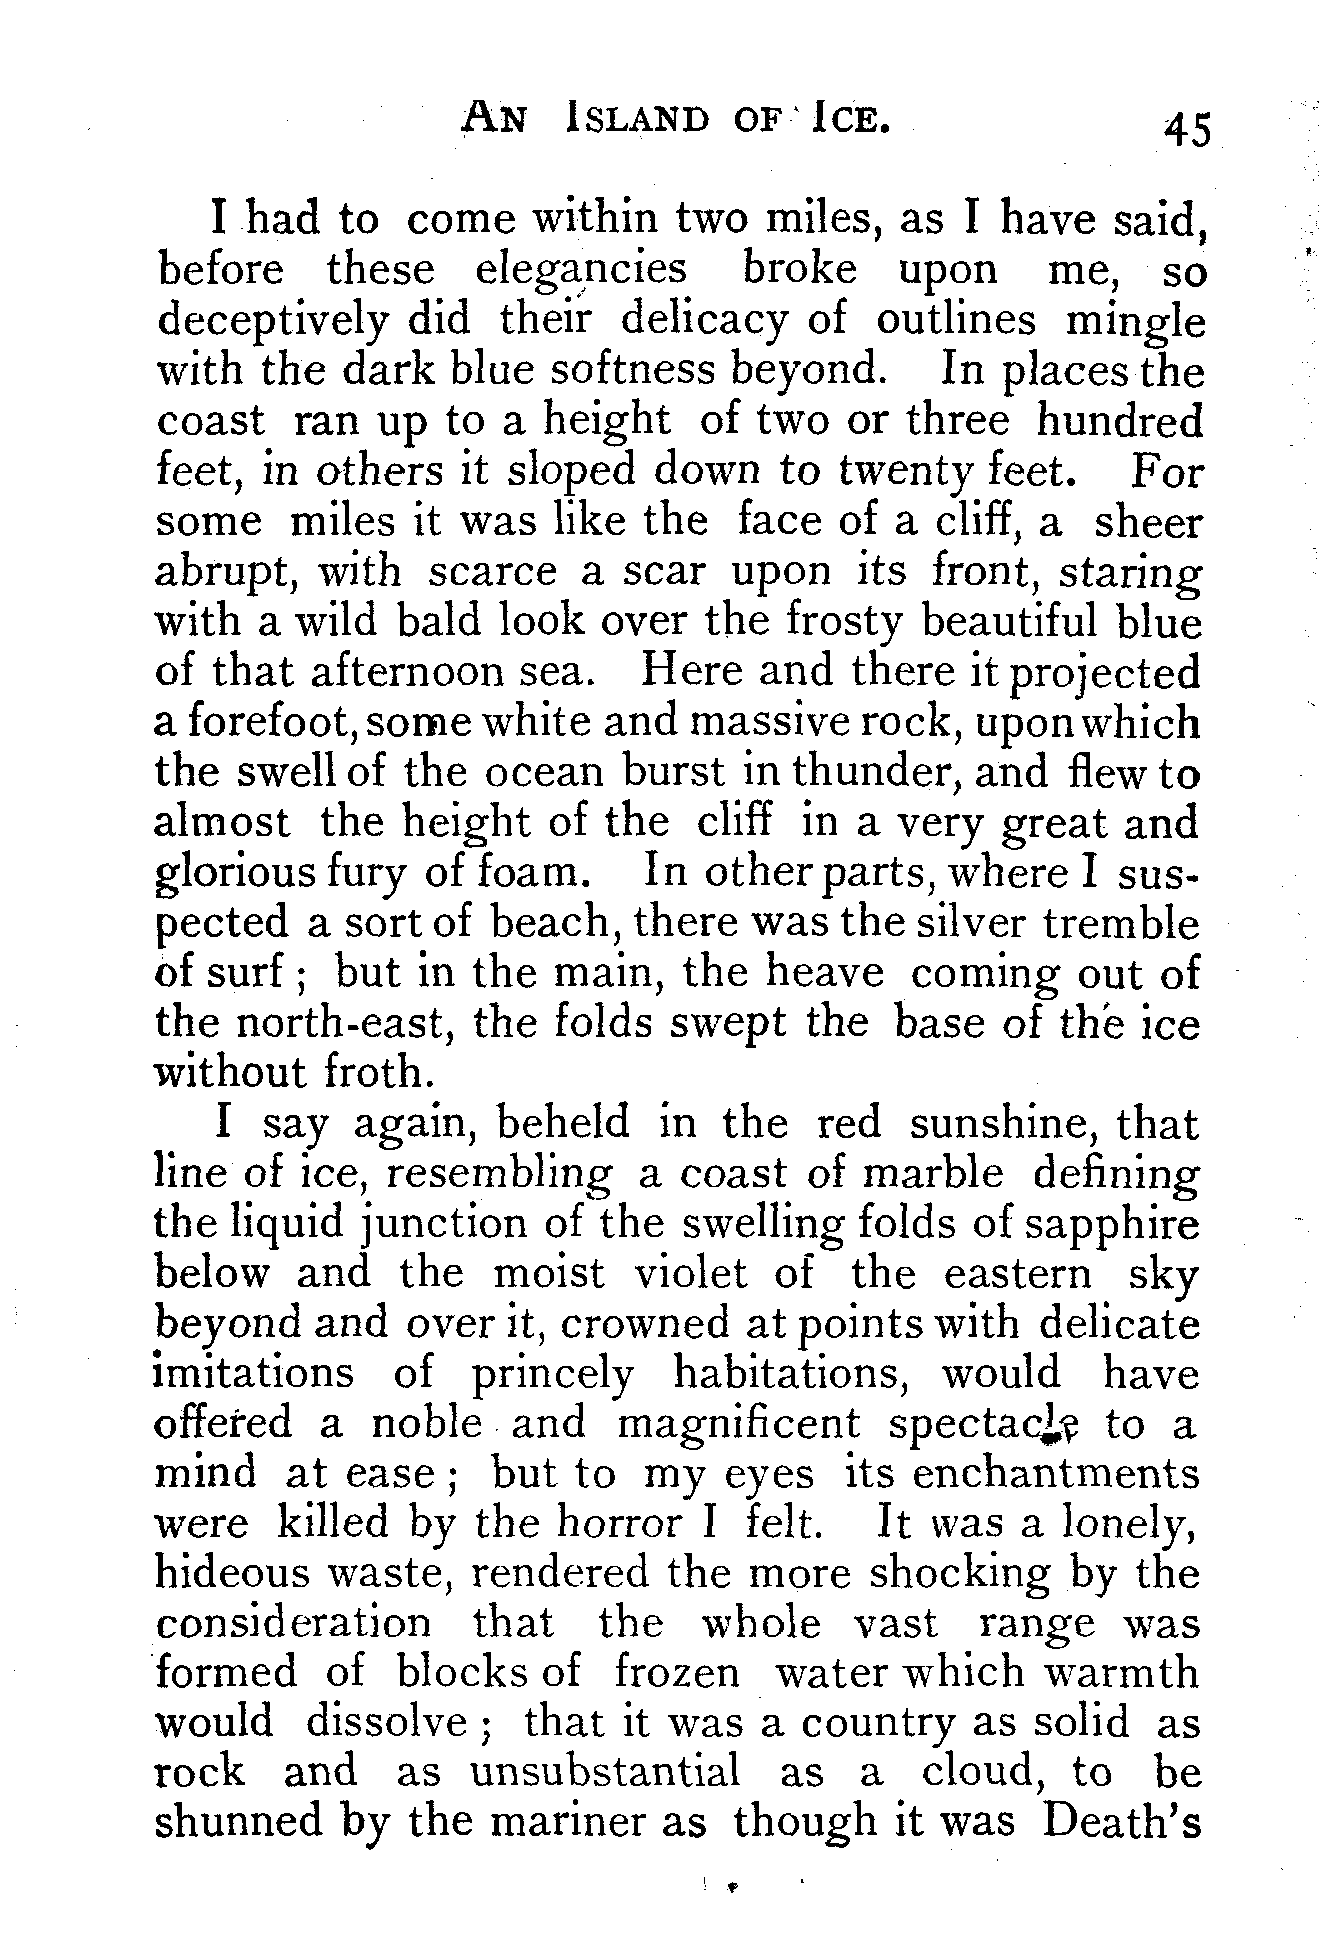 An Island of Ice. 45
I had to come within two miles, as I have said,
before these elegancies broke upon me, so
deceptively did their delicacy of outlines mingle
with the dark blue softness beyond. In places the
coast ran up to a height of two or three hundred
feet, in others it sloped down to twenty feet. For
some miles it was like the face of a cliff, a sheer
abrupt, with scarce a scar upon its front, staring
with a wild bald look over the frosty beautiful blue
of that afternoon sea. Here and there it projected
a forefoot, some white and massive rock, upon which
the swell of the ocean burst in thunder, and flew to
almost the height of the cliff in a very great and
glorious fury of foam. In other parts, where I sus-
pected a sort of beach, there was the silver tremble
of surf ; but in the main, the heave coming out of
the north-east, the folds swept the base of the ice
without froth.
I say again, beheld in the red sunshine, that
line of ice, resembling a coast of marble defining
the liquid junction of the swelling folds of sapphire
below and the moist violet of the eastern sky
beyond and over it, crowned at points with delicate
imitations of princely habitations, would have
offered a noble and magnificent spectacle to a
mind at ease ; but to my eyes its enchantments
were killed by the horror I felt. It was a lonely,
hideous waste, rendered the more shocking by the
consideration that the whole vast range was
formed of blocks of frozen water which warmth
would dissolve ; that it was a country as solid as
rock and as unsubstantial as a cloud, to be
shunned by the mariner as though it was Death's